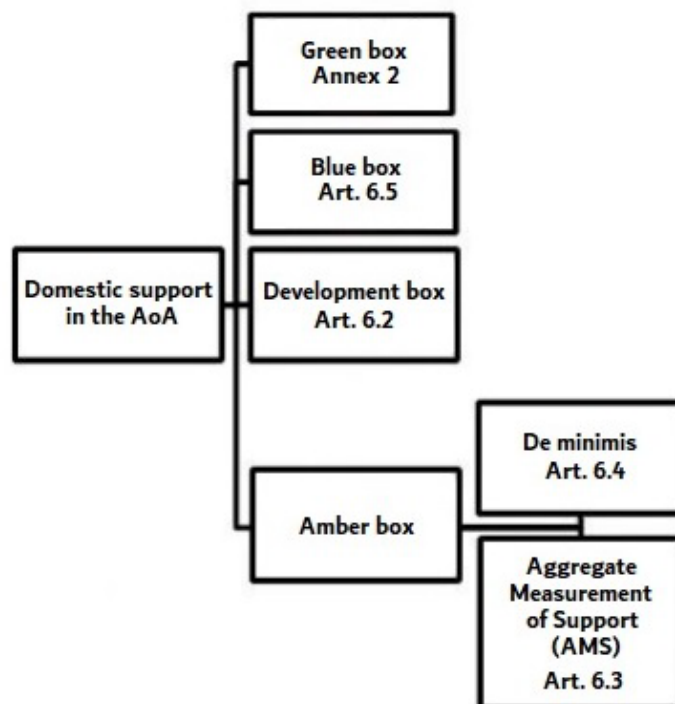 Green box
Annex 2
Blue box
Art. 6.5
Domestic support
in the AoA
Development box
Art. 6.2
De minimis
Art. 6.4
Amber box
Aggregate
Measurement
of Support
(AMS)
Art. 6.3